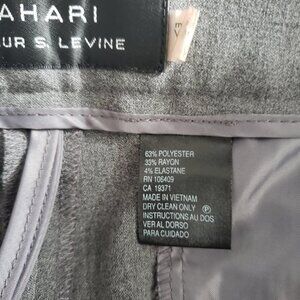 AHARI
UR S. LEVINE
63% POLYESTER
33% RAYON
4% ELASTANE
RN 106409
CA 19371
MADE IN VIETNAM
DRY CLEAN ONLY Ⓟ
INSTRUCTIONS AU DOS
VER AL DORSO
PARA CUIDADO